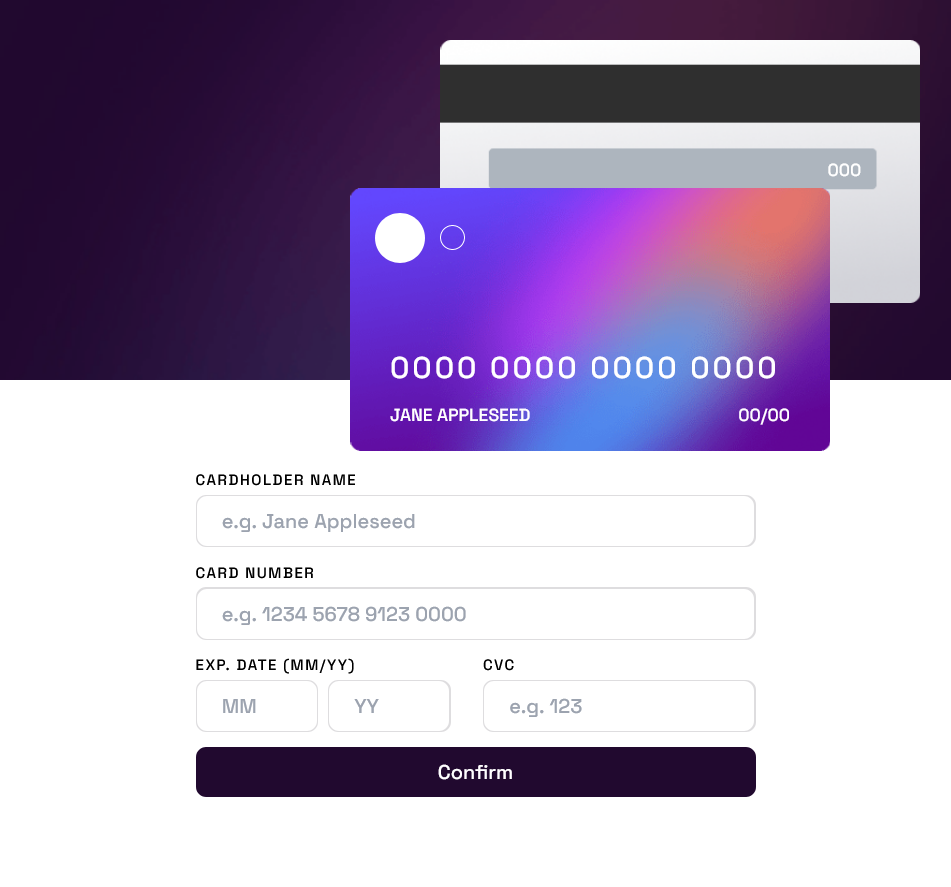 000
0000 0000 0000 0000
JANE APPLESEED 00/00
CARDHOLDER NAME
e.g. Jane Appleseed
CARD NUMBER
e.g. 1234 5678 9123 0000
EXP. DATE (MM/YY) CVC
MM YY e.g. 123
Confirm